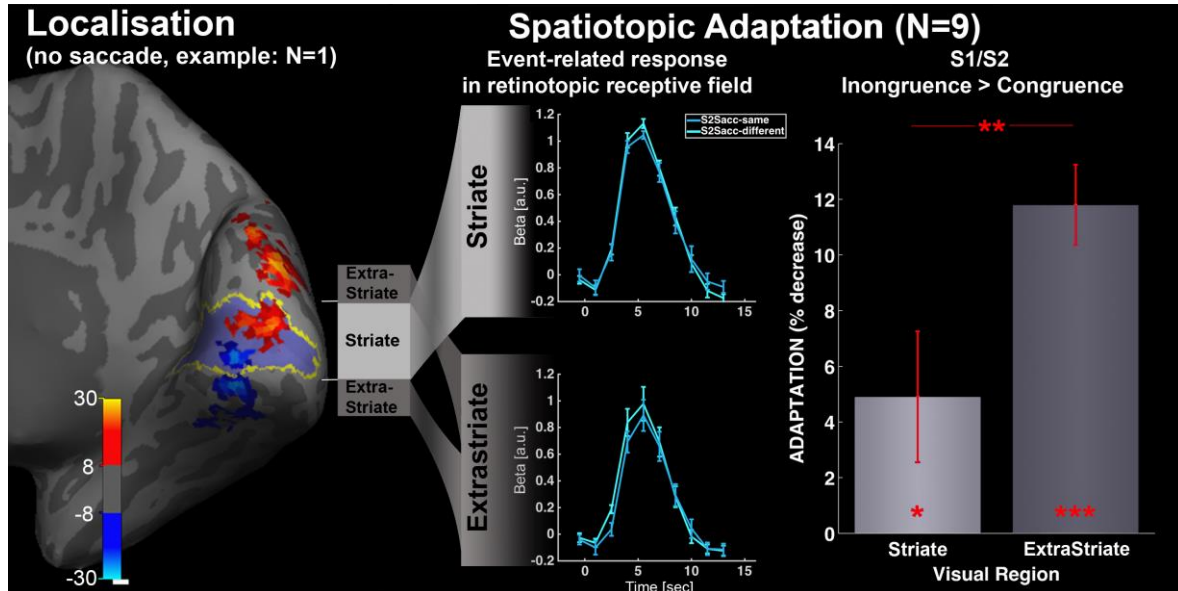 Localisation
(no saccade, example: N=1)
Spatiotopic Adaptation (N=9)
Event-related response
in retinotopic receptive field
S1/S2
Inongruence > Congruence
30
8
-8
-30
Extra-
Striate
Striate
Extra-
Striate
Striate
Beta [a.u.]
1.2
1
0.8
0.6
0.4
0.2
0
-0.2
0
5
10
15
S2Sacc-same
S2Sacc-different
Extrastriate
Beta [a.u.]
1.2
1
0.8
0.6
0.4
0.2
0
-0.2
0
5
10
15
Time [sec]
**
ADAPTATION (% decrease)
14
12
10
8
6
4
2
0
*
***
Striate
ExtraStriate
Visual Region